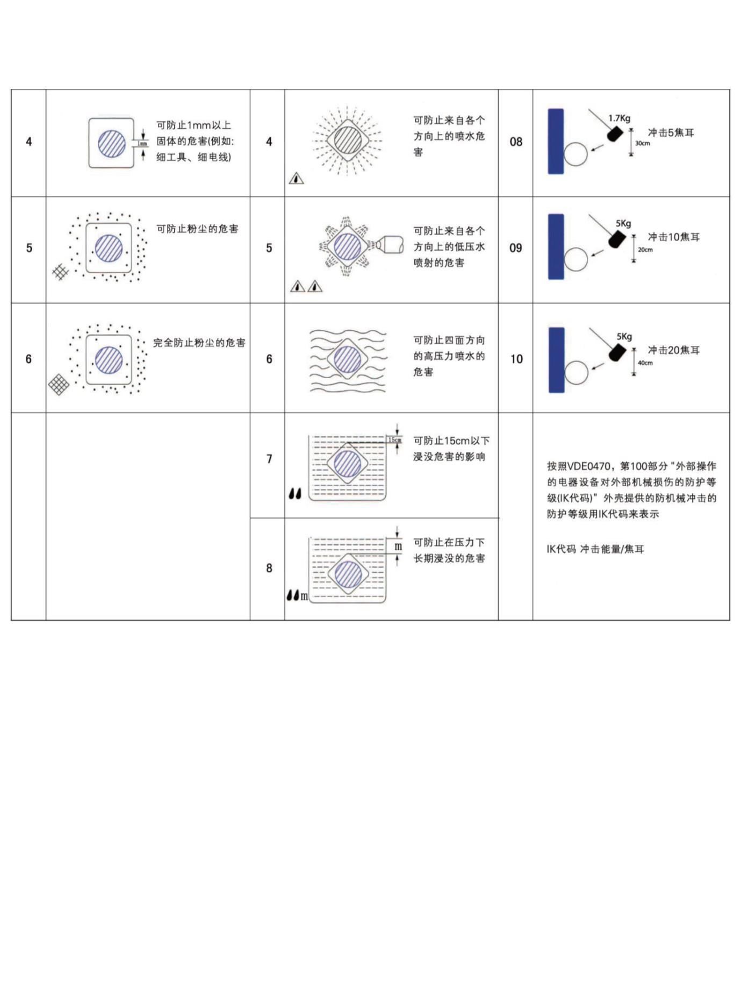 4
1mm
可防止1mm以上
固体的危害(例如:
细工具、细电线)
4
可防止来自各个
方向上的喷水危
害
08
1.7Kg
30cm
冲击5焦耳
5
可防止粉尘的危害
5
可防止来自各个
方向上的低压水
喷射的危害
09
5Kg
20cm
冲击10焦耳
6
完全防止粉尘的危害
6
可防止四面方向
的高压力喷水的
危害
10
5Kg
40cm
冲击20焦耳
7
15cm
可防止15cm以下
浸没危害的影响
8
m
m
可防止在压力下
长期浸没的危害
按照VDE0470，第100部分“外部操作
的电器设备对外部机械损伤的防护等
级(IK代码)” 外壳提供的防机械冲击的
防护等级用IK代码来表示
IK代码 冲击能量/焦耳